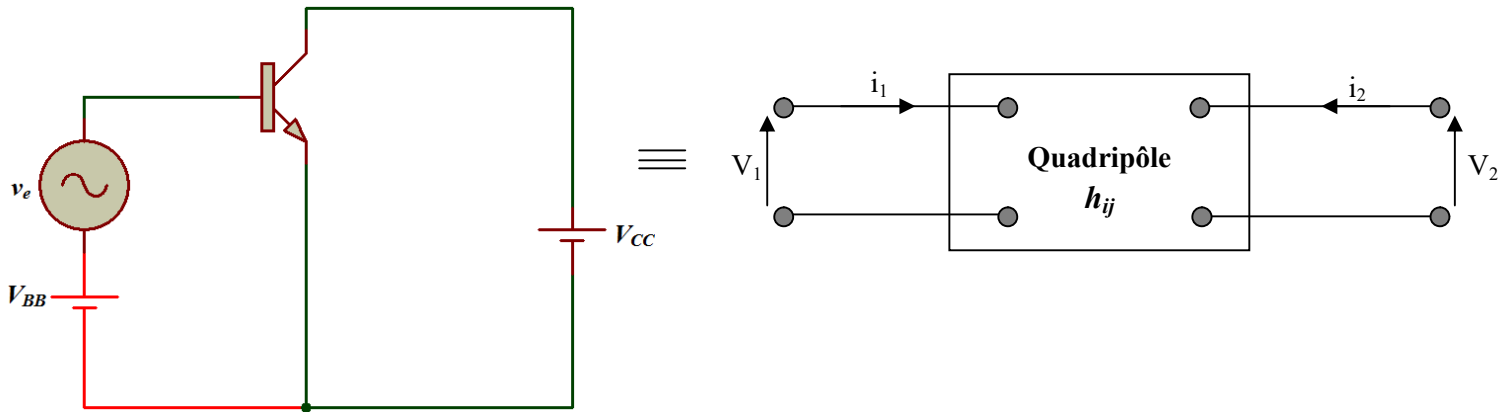 v_e
V_BB
V_CC
i_1
i_2
V_1
Quadripôle
h_ij
V_2